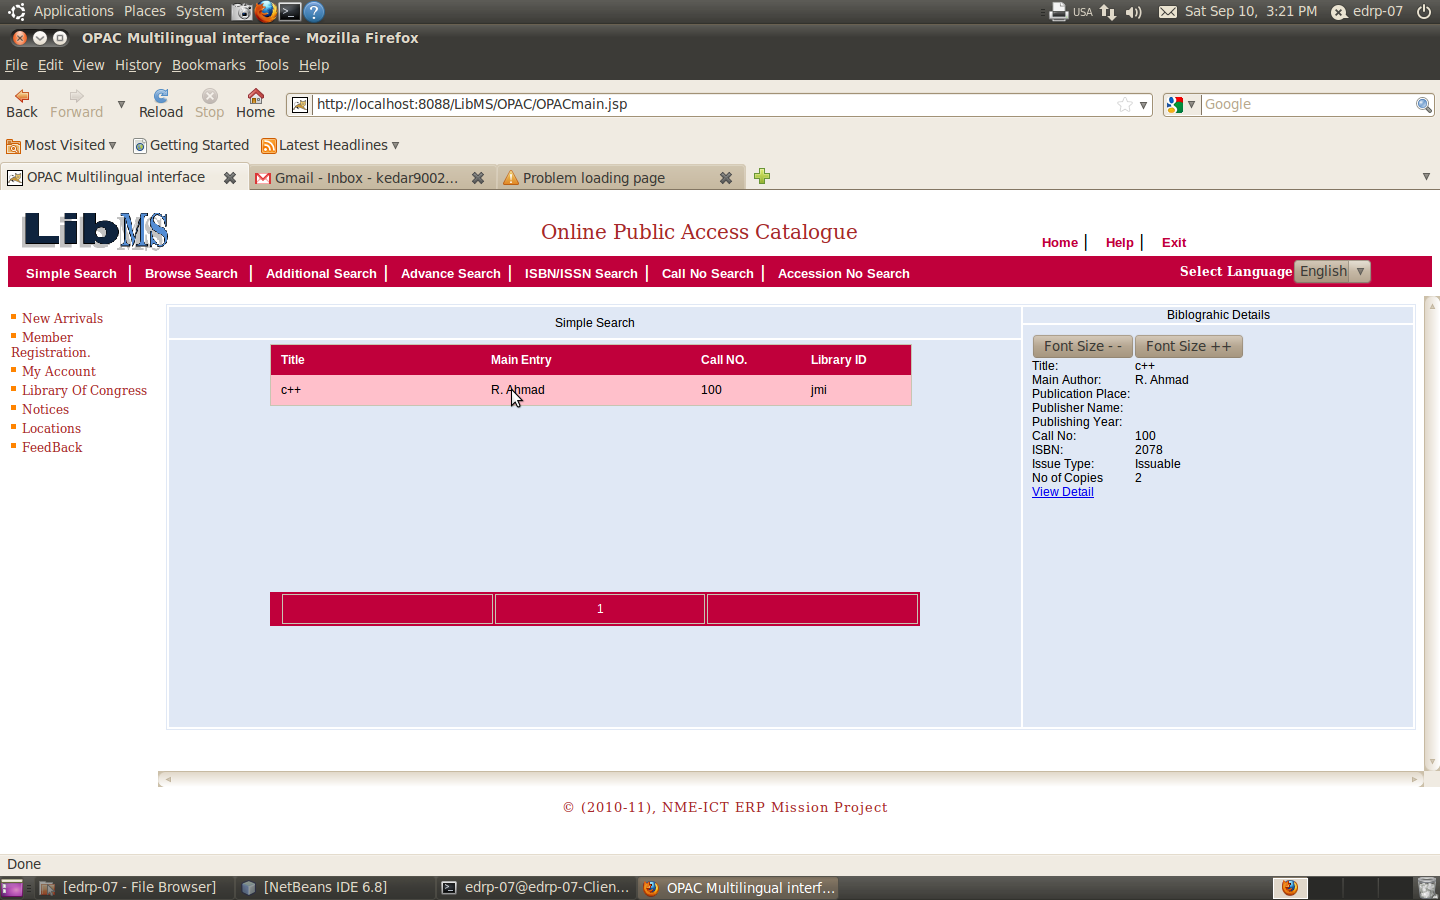 Applications Places System USA Sat Sep 10, 3:21 PM edrp-07
OPAC Multilingual interface - Mozilla Firefox
File Edit View History Bookmarks Tools Help
Back Forward Reload Stop Home http://localhost:8088/LibMS/OPAC/OPACmain.jsp Google
Most Visited Getting Started Latest Headlines
OPAC Multilingual interface Gmail - Inbox - kedar9002... Problem loading page
LibMS
Online Public Access Catalogue
Home Help Exit
Simple Search Browse Search Additional Search Advance Search ISBN/ISSN Search Call No Search Accession No Search Select Language English
New Arrivals
Member
Registration.
My Account
Library Of Congress
Notices
Locations
FeedBack
Simple Search
Title Main Entry Call NO. Library ID
c++ R. Ahmad 100 jmi
1
Biblograhic Details
Font Size - - Font Size ++
Title: c++
Main Author: R. Ahmad
Publication Place:
Publisher Name:
Publishing Year:
Call No: 100
ISBN: 2078
Issue Type: Issuable
No of Copies 2
View Detail
© (2010-11), NME-ICT ERP Mission Project
Done
[edrp-07 - File Browser] [NetBeans IDE 6.8] edrp-07@edrp-07-Clien... OPAC Multilingual interf...